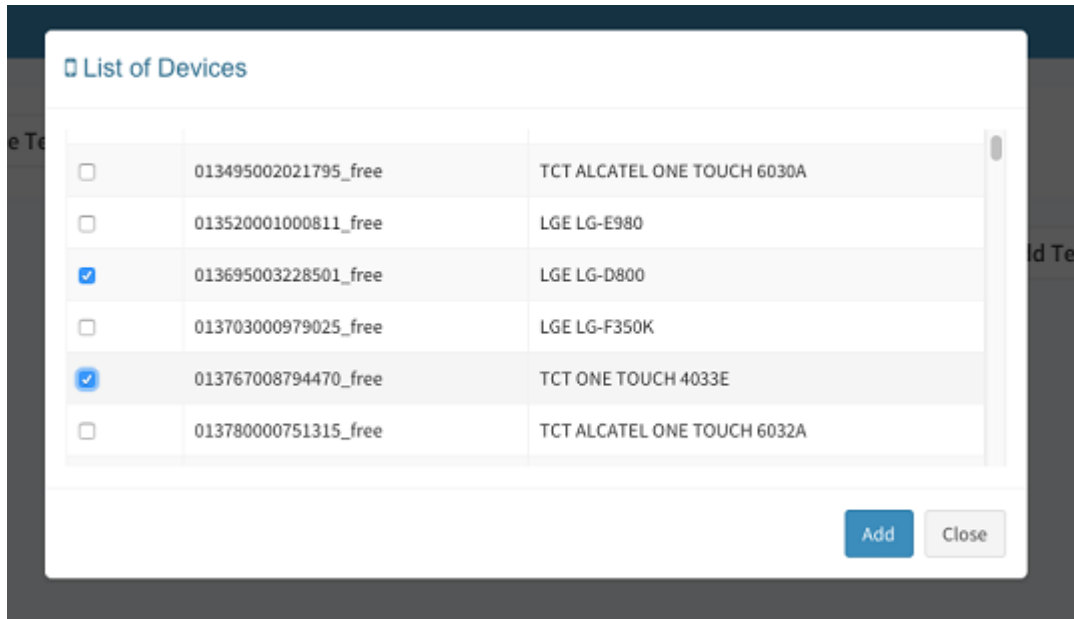 List of Devices
e Te
013495002021795_free TCT ALCATEL ONE TOUCH 6030A
013520001000811_free LGE LG-E980
ld Te
013695003228501_free LGE LG-D800
013703000979025_free LGE LG-F350K
013767008794470_free TCT ONE TOUCH 4033E
013780000751315_free TCT ALCATEL ONE TOUCH 6032A
Add Close